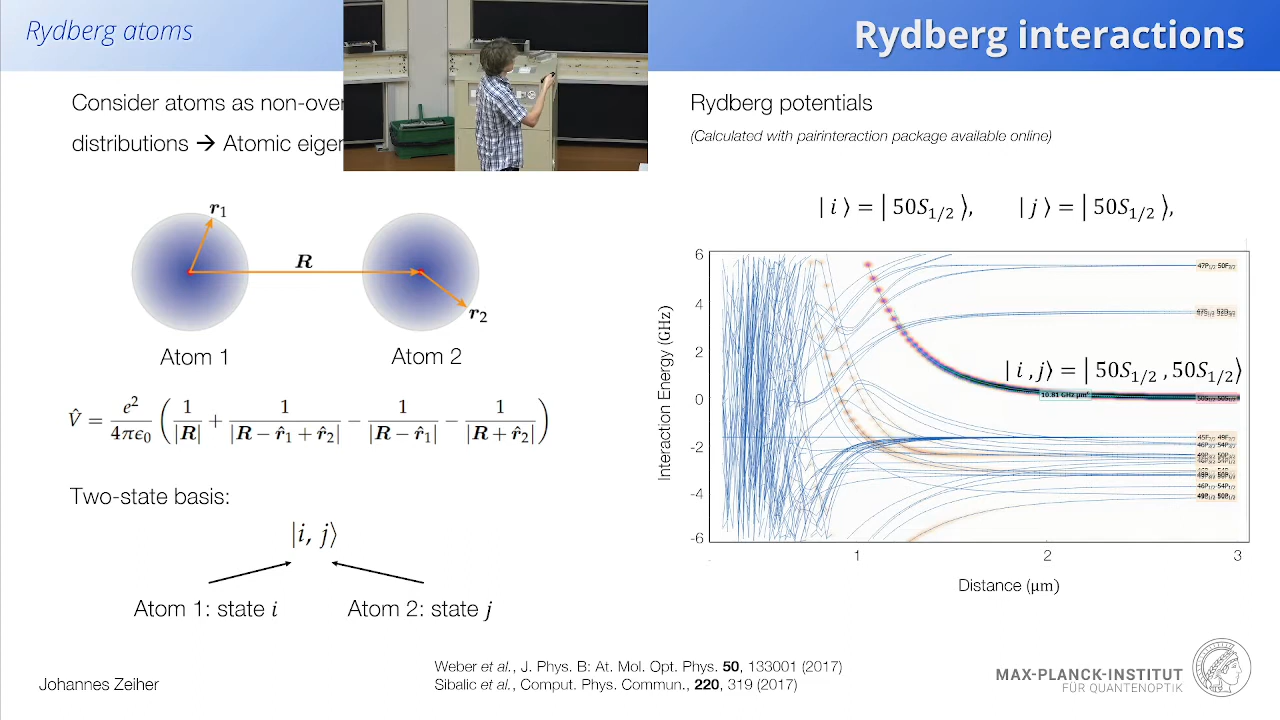 Rydberg atoms
Rydberg interactions
Consider atoms as non-over
distributions → Atomic eiger
r₁
R
r₂
Atom 1
Atom 2
V̂ = e²/4πϵ₀ ( 1/|R| + 1/|R − r̂₁ + r̂₂| − 1/|R − r̂₁| − 1/|R + r̂₂| )
Two-state basis:
|i, j⟩
Atom 1: state i
Atom 2: state j
Rydberg potentials
(Calculated with pairinteraction package available online)
| i ⟩ = | 50S₁/₂ ⟩, | j ⟩ = | 50S₁/₂ ⟩,
Interaction Energy (GHz)
6
4
2
0
-2
-4
-6
| i , j⟩ = | 50S₁/₂ , 50S₁/₂⟩
1
2
3
Distance (μm)
Weber et al., J. Phys. B: At. Mol. Opt. Phys. 50, 133001 (2017)
Sibalic et al., Comput. Phys. Commun., 220, 319 (2017)
Johannes Zeiher
MAX-PLANCK-INSTITUT
FÜR QUANTENOPTIK